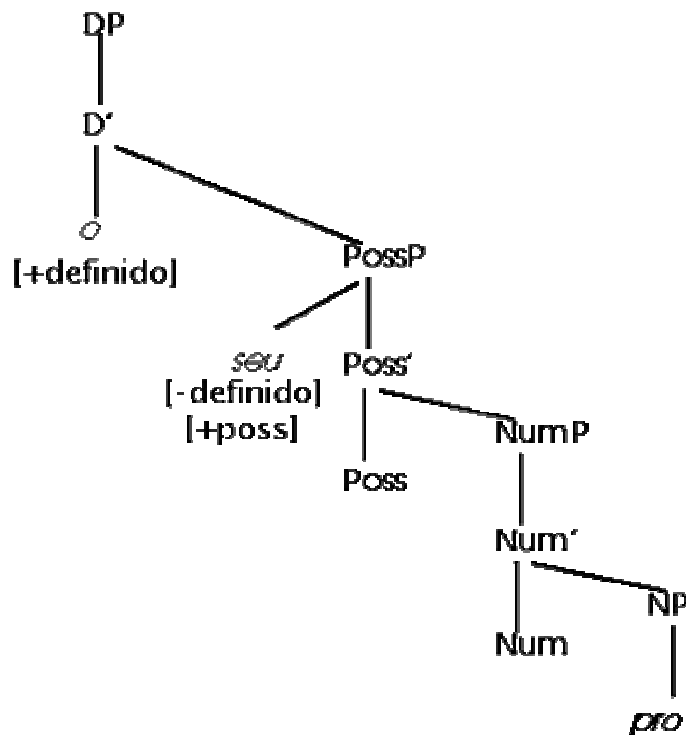 DP
D’
o
[+definido]
PossP
seu
[-definido]
[+poss]
Poss’
NumP
Poss
Num’
NP
Num
pro